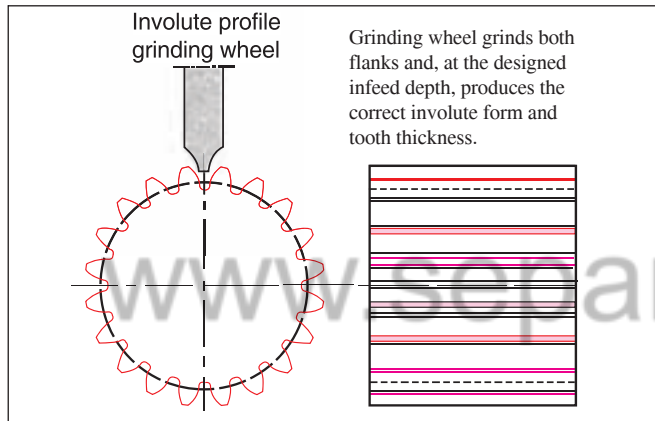 Involute profile
grinding wheel
Grinding wheel grinds both
flanks and, at the designed
infeed depth, produces the
correct involute form and
tooth thickness.
www.separ